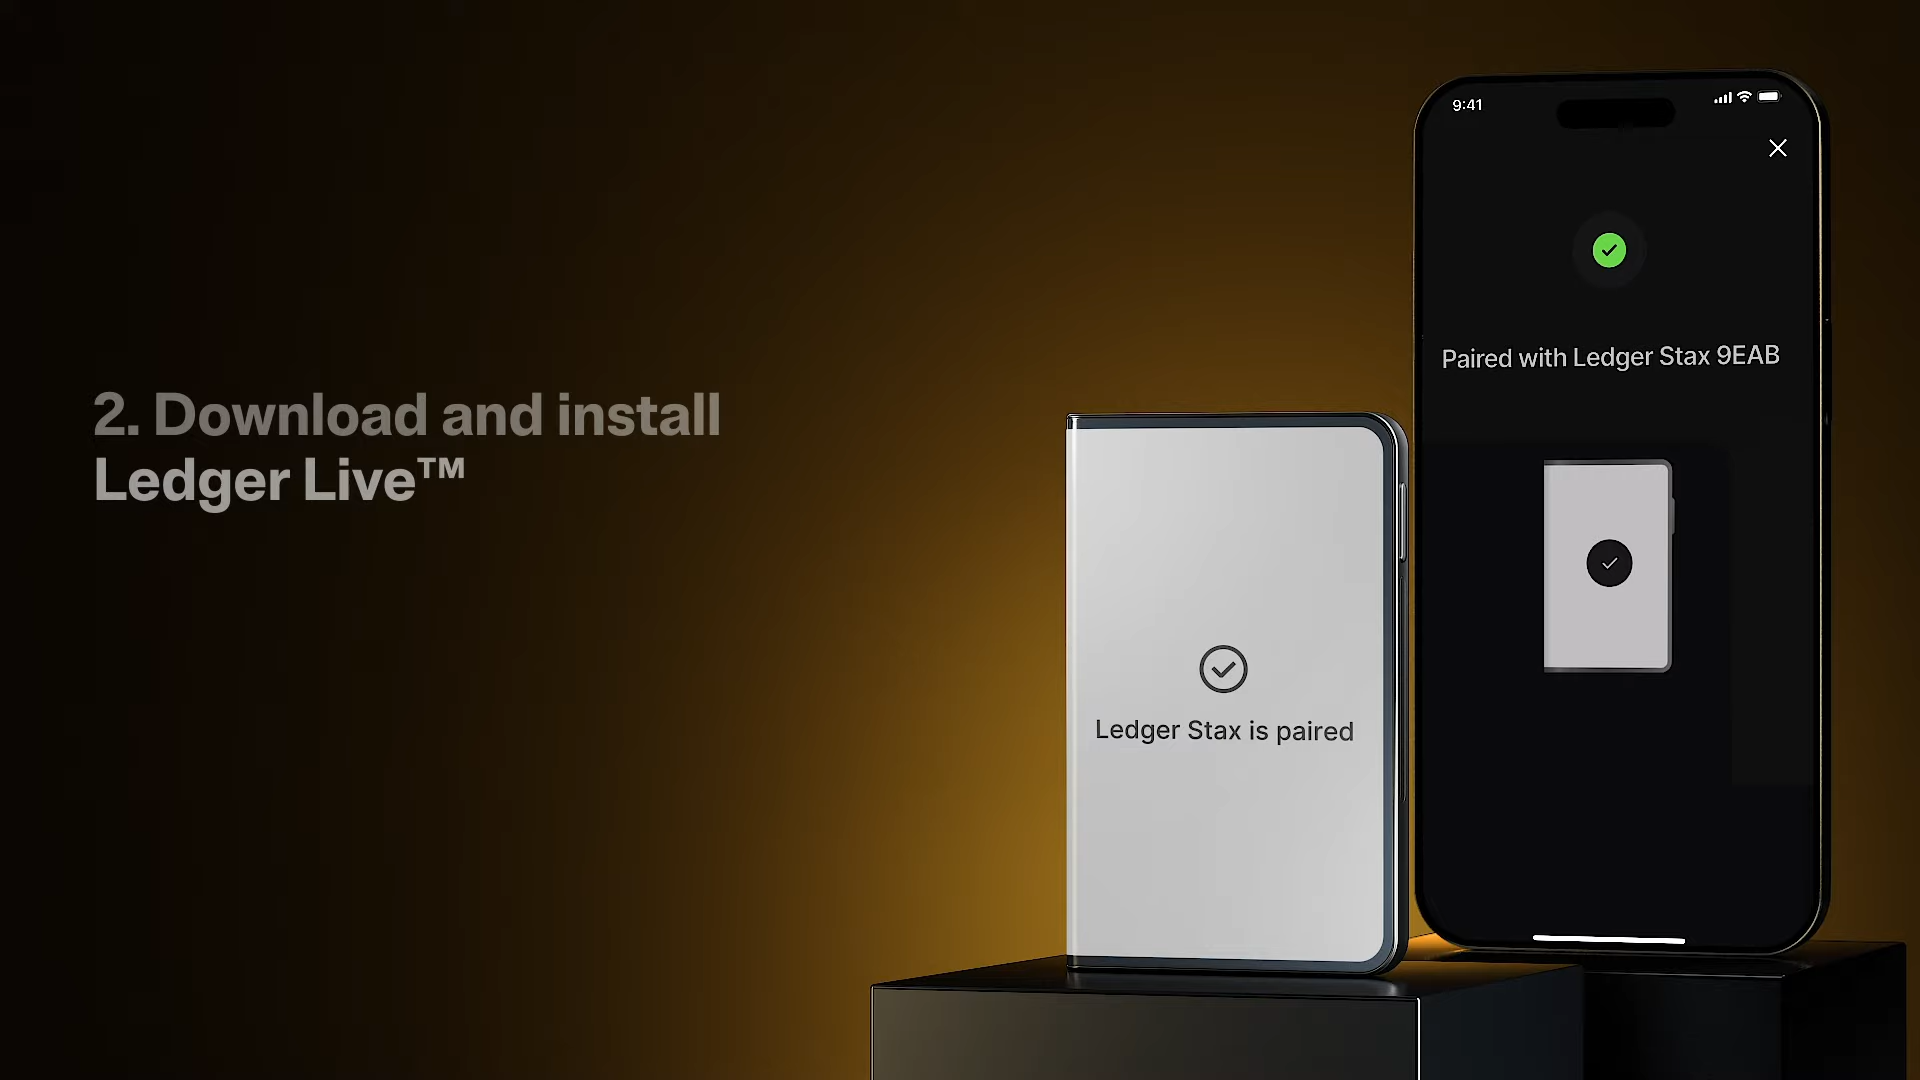 2. Download and install
Ledger Live™
9:41
Paired with Ledger Stax 9EAB
Ledger Stax is paired